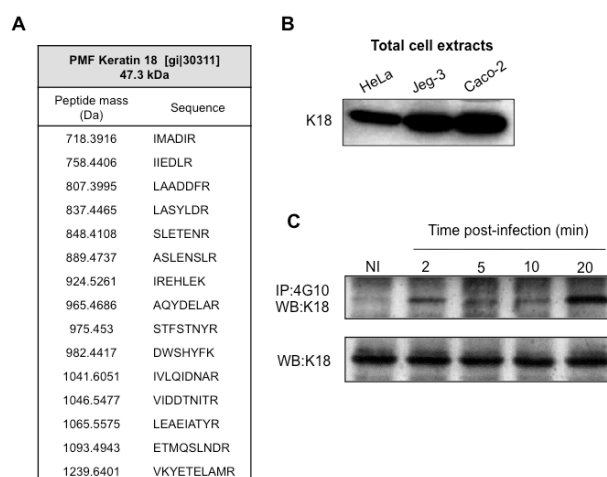 A
PMF Keratin 18 [gi|30311]
47.3 kDa
Peptide mass (Da) Sequence
718.3916 IMADIR
758.4406 IIEDLR
807.3995 LAADDFR
837.4465 LASYLDR
848.4108 SLETENR
889.4737 ASLENSLR
924.5261 IREHLEK
965.4686 AQYDELAR
975.453 STFSTNYR
982.4417 DWSHYFK
1041.6051 IVLQIDNAR
1046.5477 VIDDTNITR
1065.5575 LEAEIATYR
1093.4943 ETMQSLNDR
1239.6401 VKYETELAMR
B
Total cell extracts
HeLa Jeg-3 Caco-2
K18
C
Time post-infection (min)
NI 2 5 10 20
IP:4G10
WB:K18
WB:K18